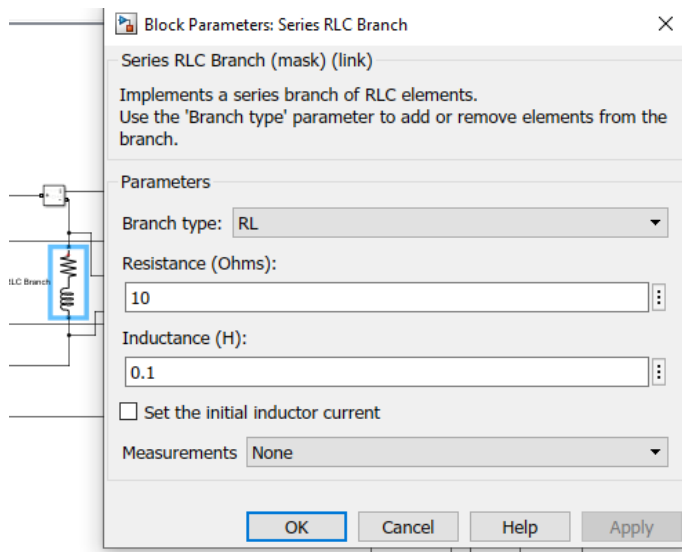 Block Parameters: Series RLC Branch
Series RLC Branch (mask) (link)
Implements a series branch of RLC elements.
Use the 'Branch type' parameter to add or remove elements from the
branch.
Parameters
Branch type: RL
Resistance (Ohms):
10
Inductance (H):
0.1
Set the initial inductor current
Measurements None
OK Cancel Help Apply
RLC Branch